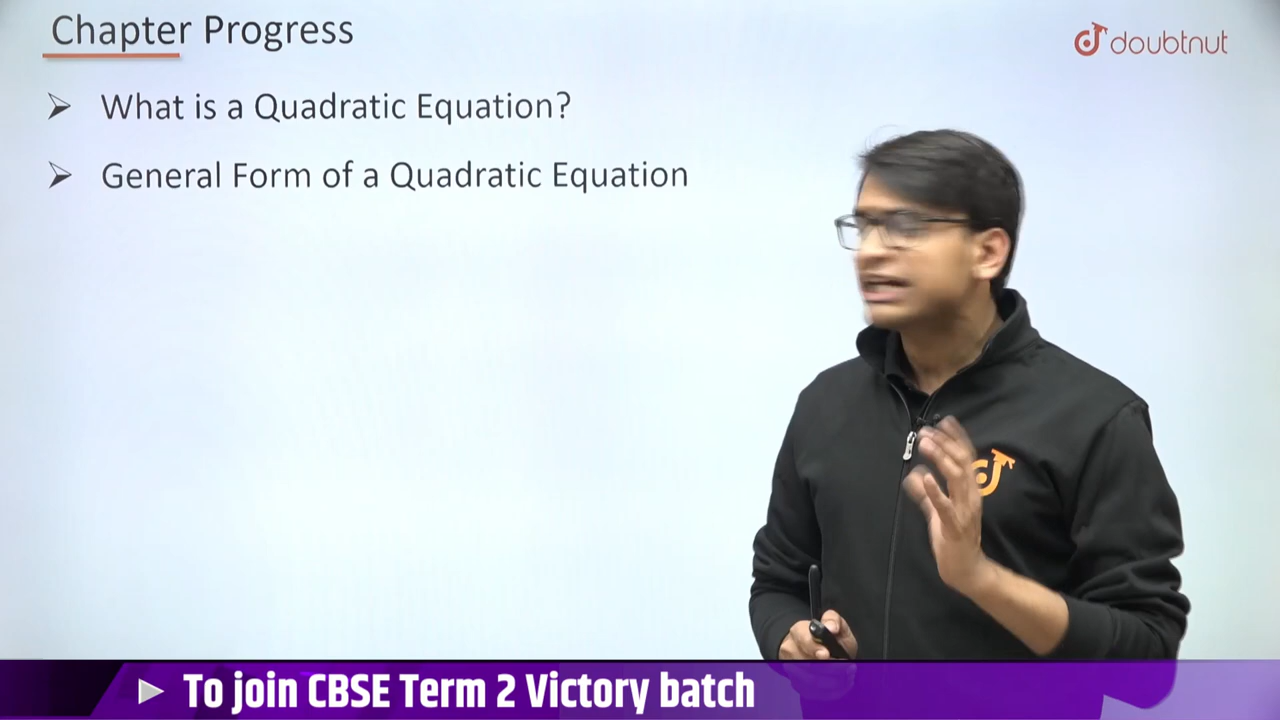 Chapter Progress
doubtnut
What is a Quadratic Equation?
General Form of a Quadratic Equation
To join CBSE Term 2 Victory batch